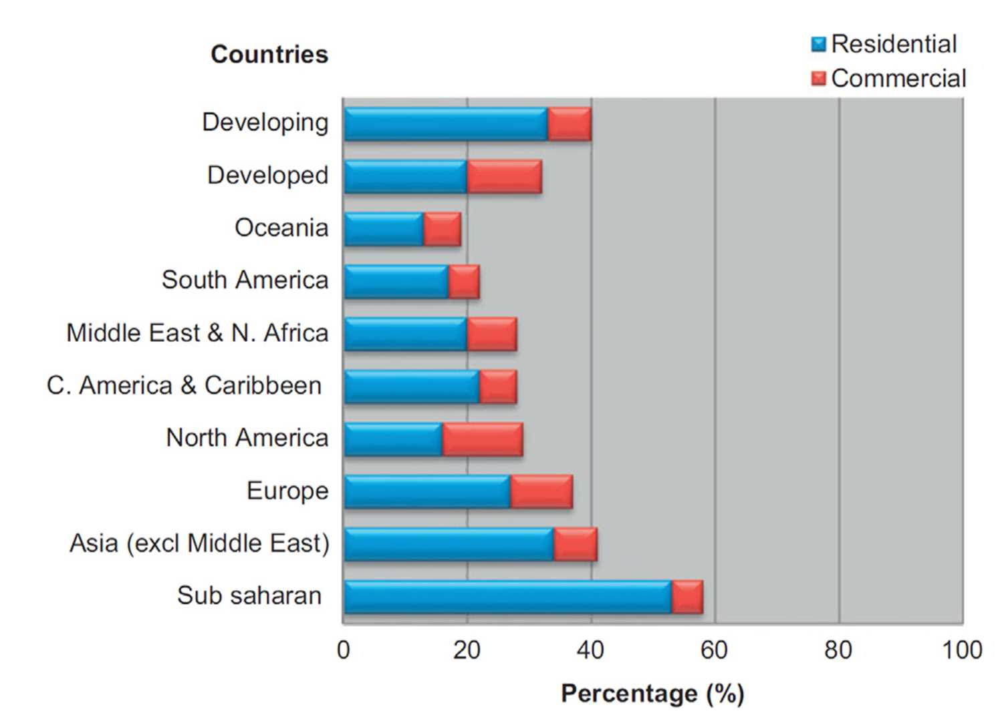 Countries
Residential
Commercial
Developing
Developed
Oceania
South America
Middle East & N. Africa
C. America & Caribbeen
North America
Europe
Asia (excl Middle East)
Sub saharan
0 20 40 60 80 100
Percentage (%)